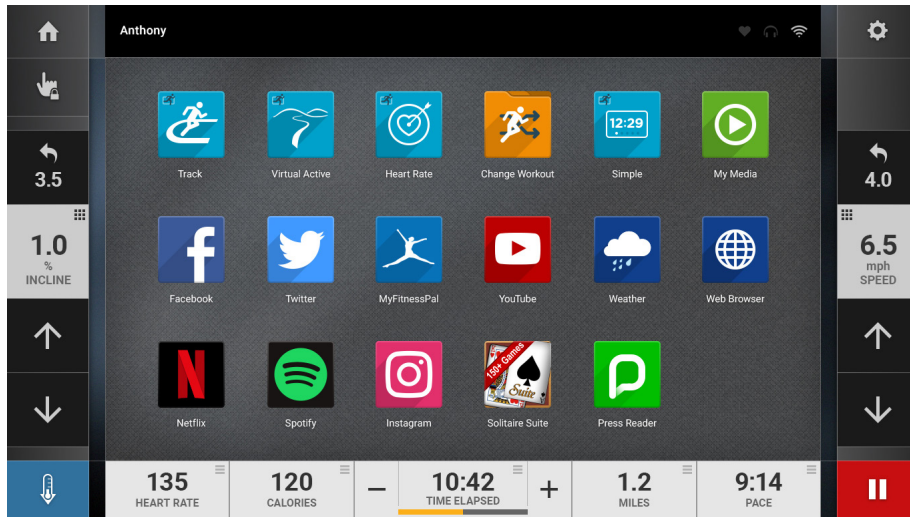 Anthony
3.5
1.0
%
INCLINE
12:29
Track
Virtual Active
Heart Rate
Change Workout
Simple
My Media
Facebook
Twitter
MyFitnessPal
YouTube
Weather
Web Browser
N
150+ Games
Suite
Netflix
Spotify
Instagram
Solitaire Suite
Press Reader
4.0
6.5
mph
SPEED
135
HEART RATE
120
CALORIES
10:42
TIME ELAPSED
1.2
MILES
9:14
PACE